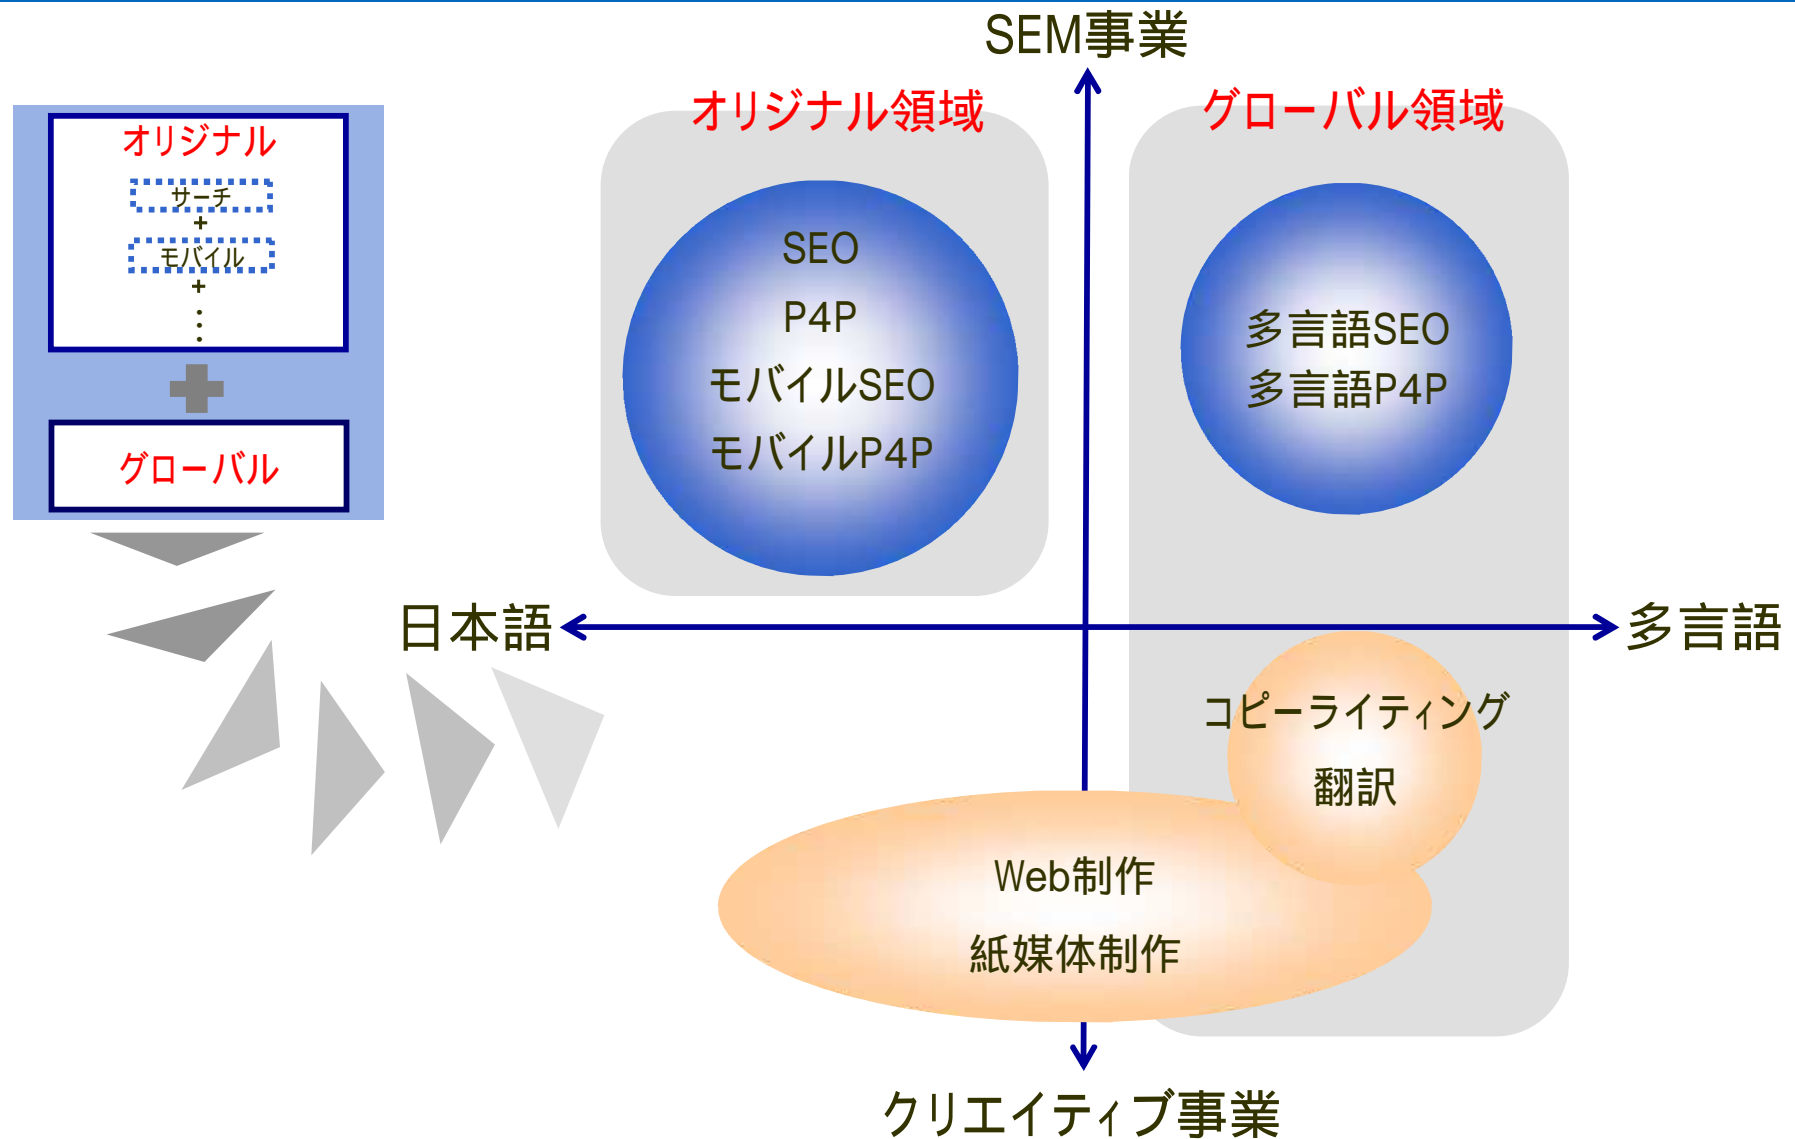 SEM事業
オリジナル領域
グローバル領域
オリジナル
サーチ
+
モバイル
+
⋮
グローバル
SEO
P4P
モバイルSEO
モバイルP4P
多言語SEO
多言語P4P
日本語
多言語
コピーライティング
翻訳
Web制作
紙媒体制作
クリエイティブ事業